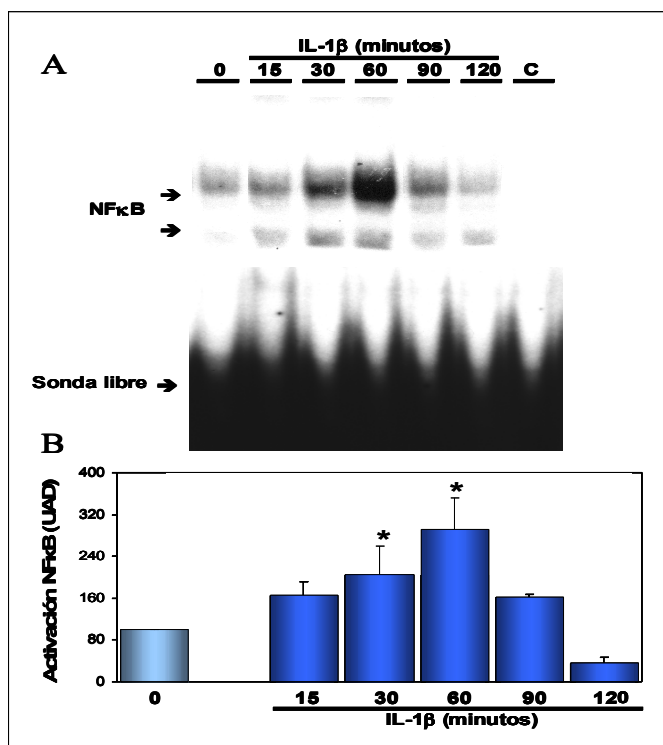 A
IL-1β (minutos)
0 15 30 60 90 120 C
NFκB
Sonda libre
B
Activación NFκB (UAD)
400
320
240
160
80
0
* *
0 15 30 60 90 120
IL-1β (minutos)